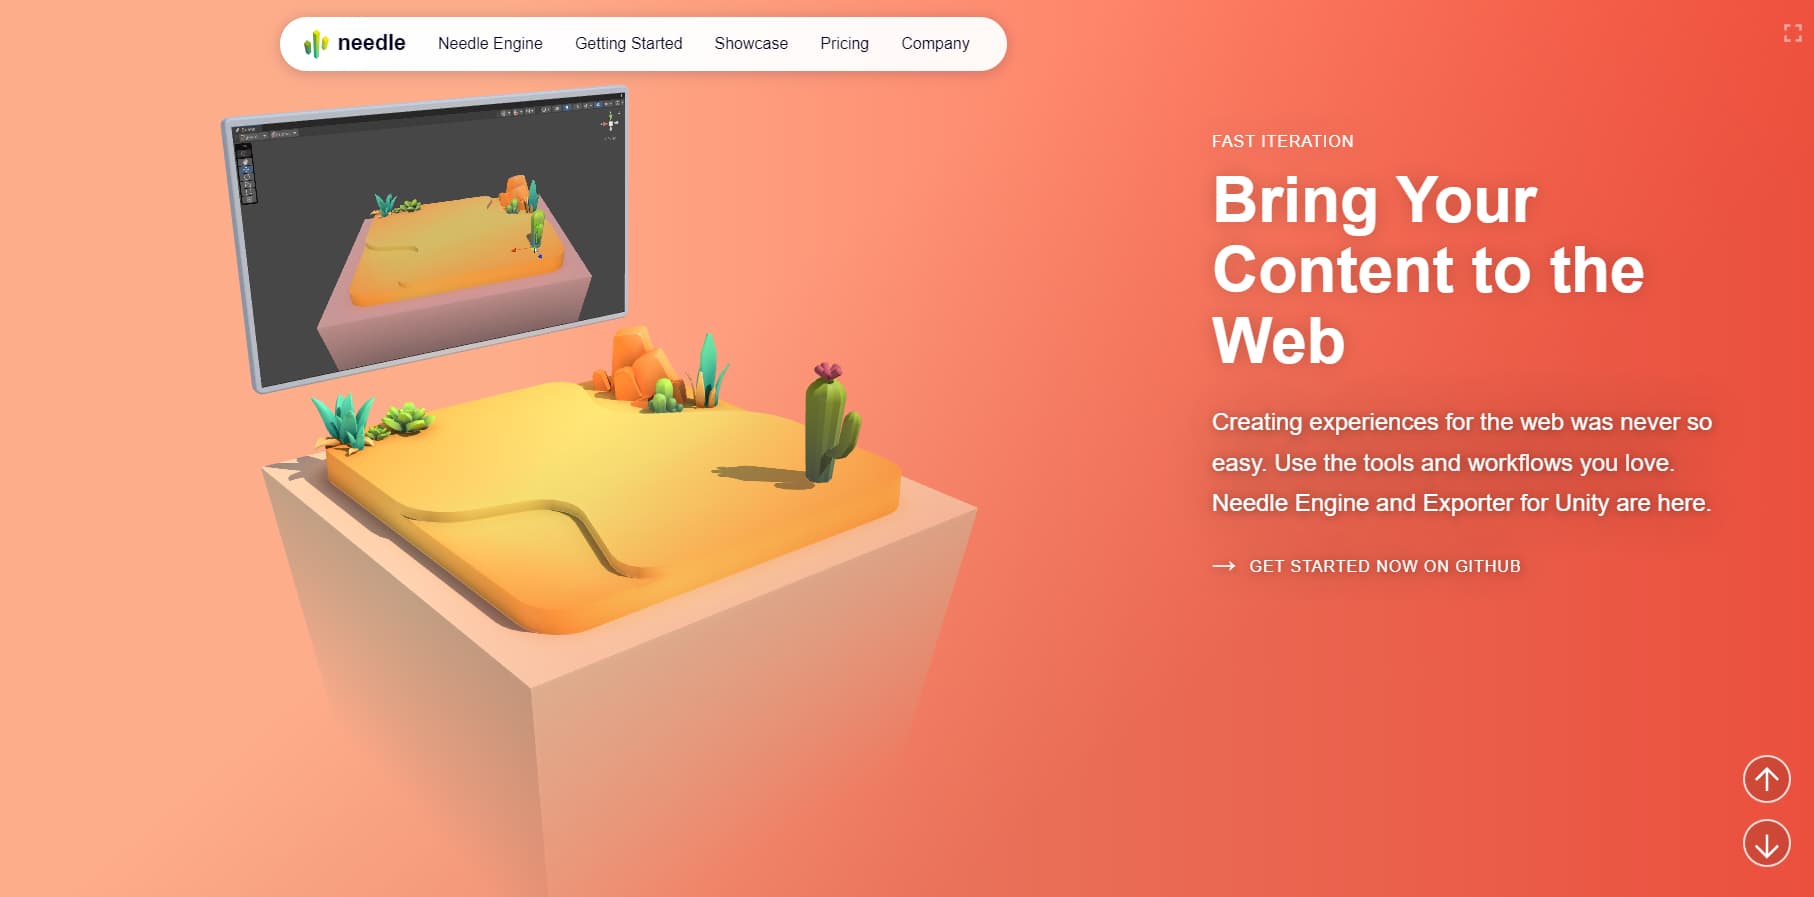 needle
Needle Engine
Getting Started
Showcase
Pricing
Company
FAST ITERATION
Bring Your
Content to the
Web
Creating experiences for the web was never so
easy. Use the tools and workflows you love.
Needle Engine and Exporter for Unity are here.
GET STARTED NOW ON GITHUB